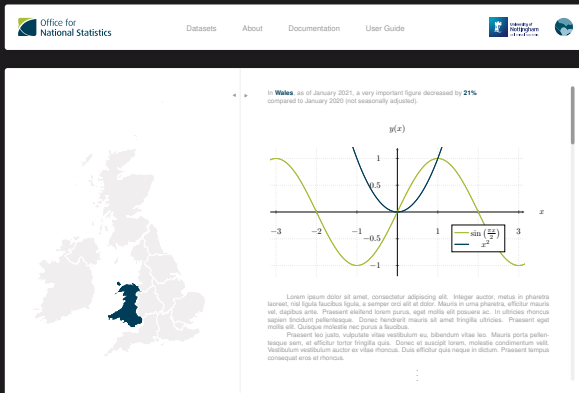 Office for
National Statistics
Datasets
About
Documentation
User Guide
University of
Nottingham
In Wales: as of January 2021, a very important figure decreased by 21%
compared to January 2020 (not seasonally adjusted).
y(x)
1
0.5
−0.5
−1
−3
−2
−1
1
3
x
sin (πx/2)
x²
Lorem ipsum dolor sit amet, consectetur adipiscing elit. Integer auctor, metus in pharetra
laoreet, nisl ligula faucibus ligula, a semper orci elit et dolor. Mauris in urna pharetra, efficitur mauris
vel, dapibus ante. Praesent eleifend lorem purus, eget mollis elit posuere ac. In ultricies rhoncus
sapien tincidunt pellentesque. Donec hendrerit mauris sit amet fringilla ultricies. Praesent eget
mollis elit. Quisque molestie nec purus a faucibus.
Praesent leo justo, vulputate vitae vestibulum eu, bibendum vitae leo. Mauris porta pellen-
tesque sem, et efficitur tortor hingilla quis. Donec et suscipit lorem, molestie condimentum velit.
Vestibulum vestibulum auctor ex vitae rhoncus. Duis efficitur quis neque in dictum. Praesent tempus
consequat eros et rhoncus.